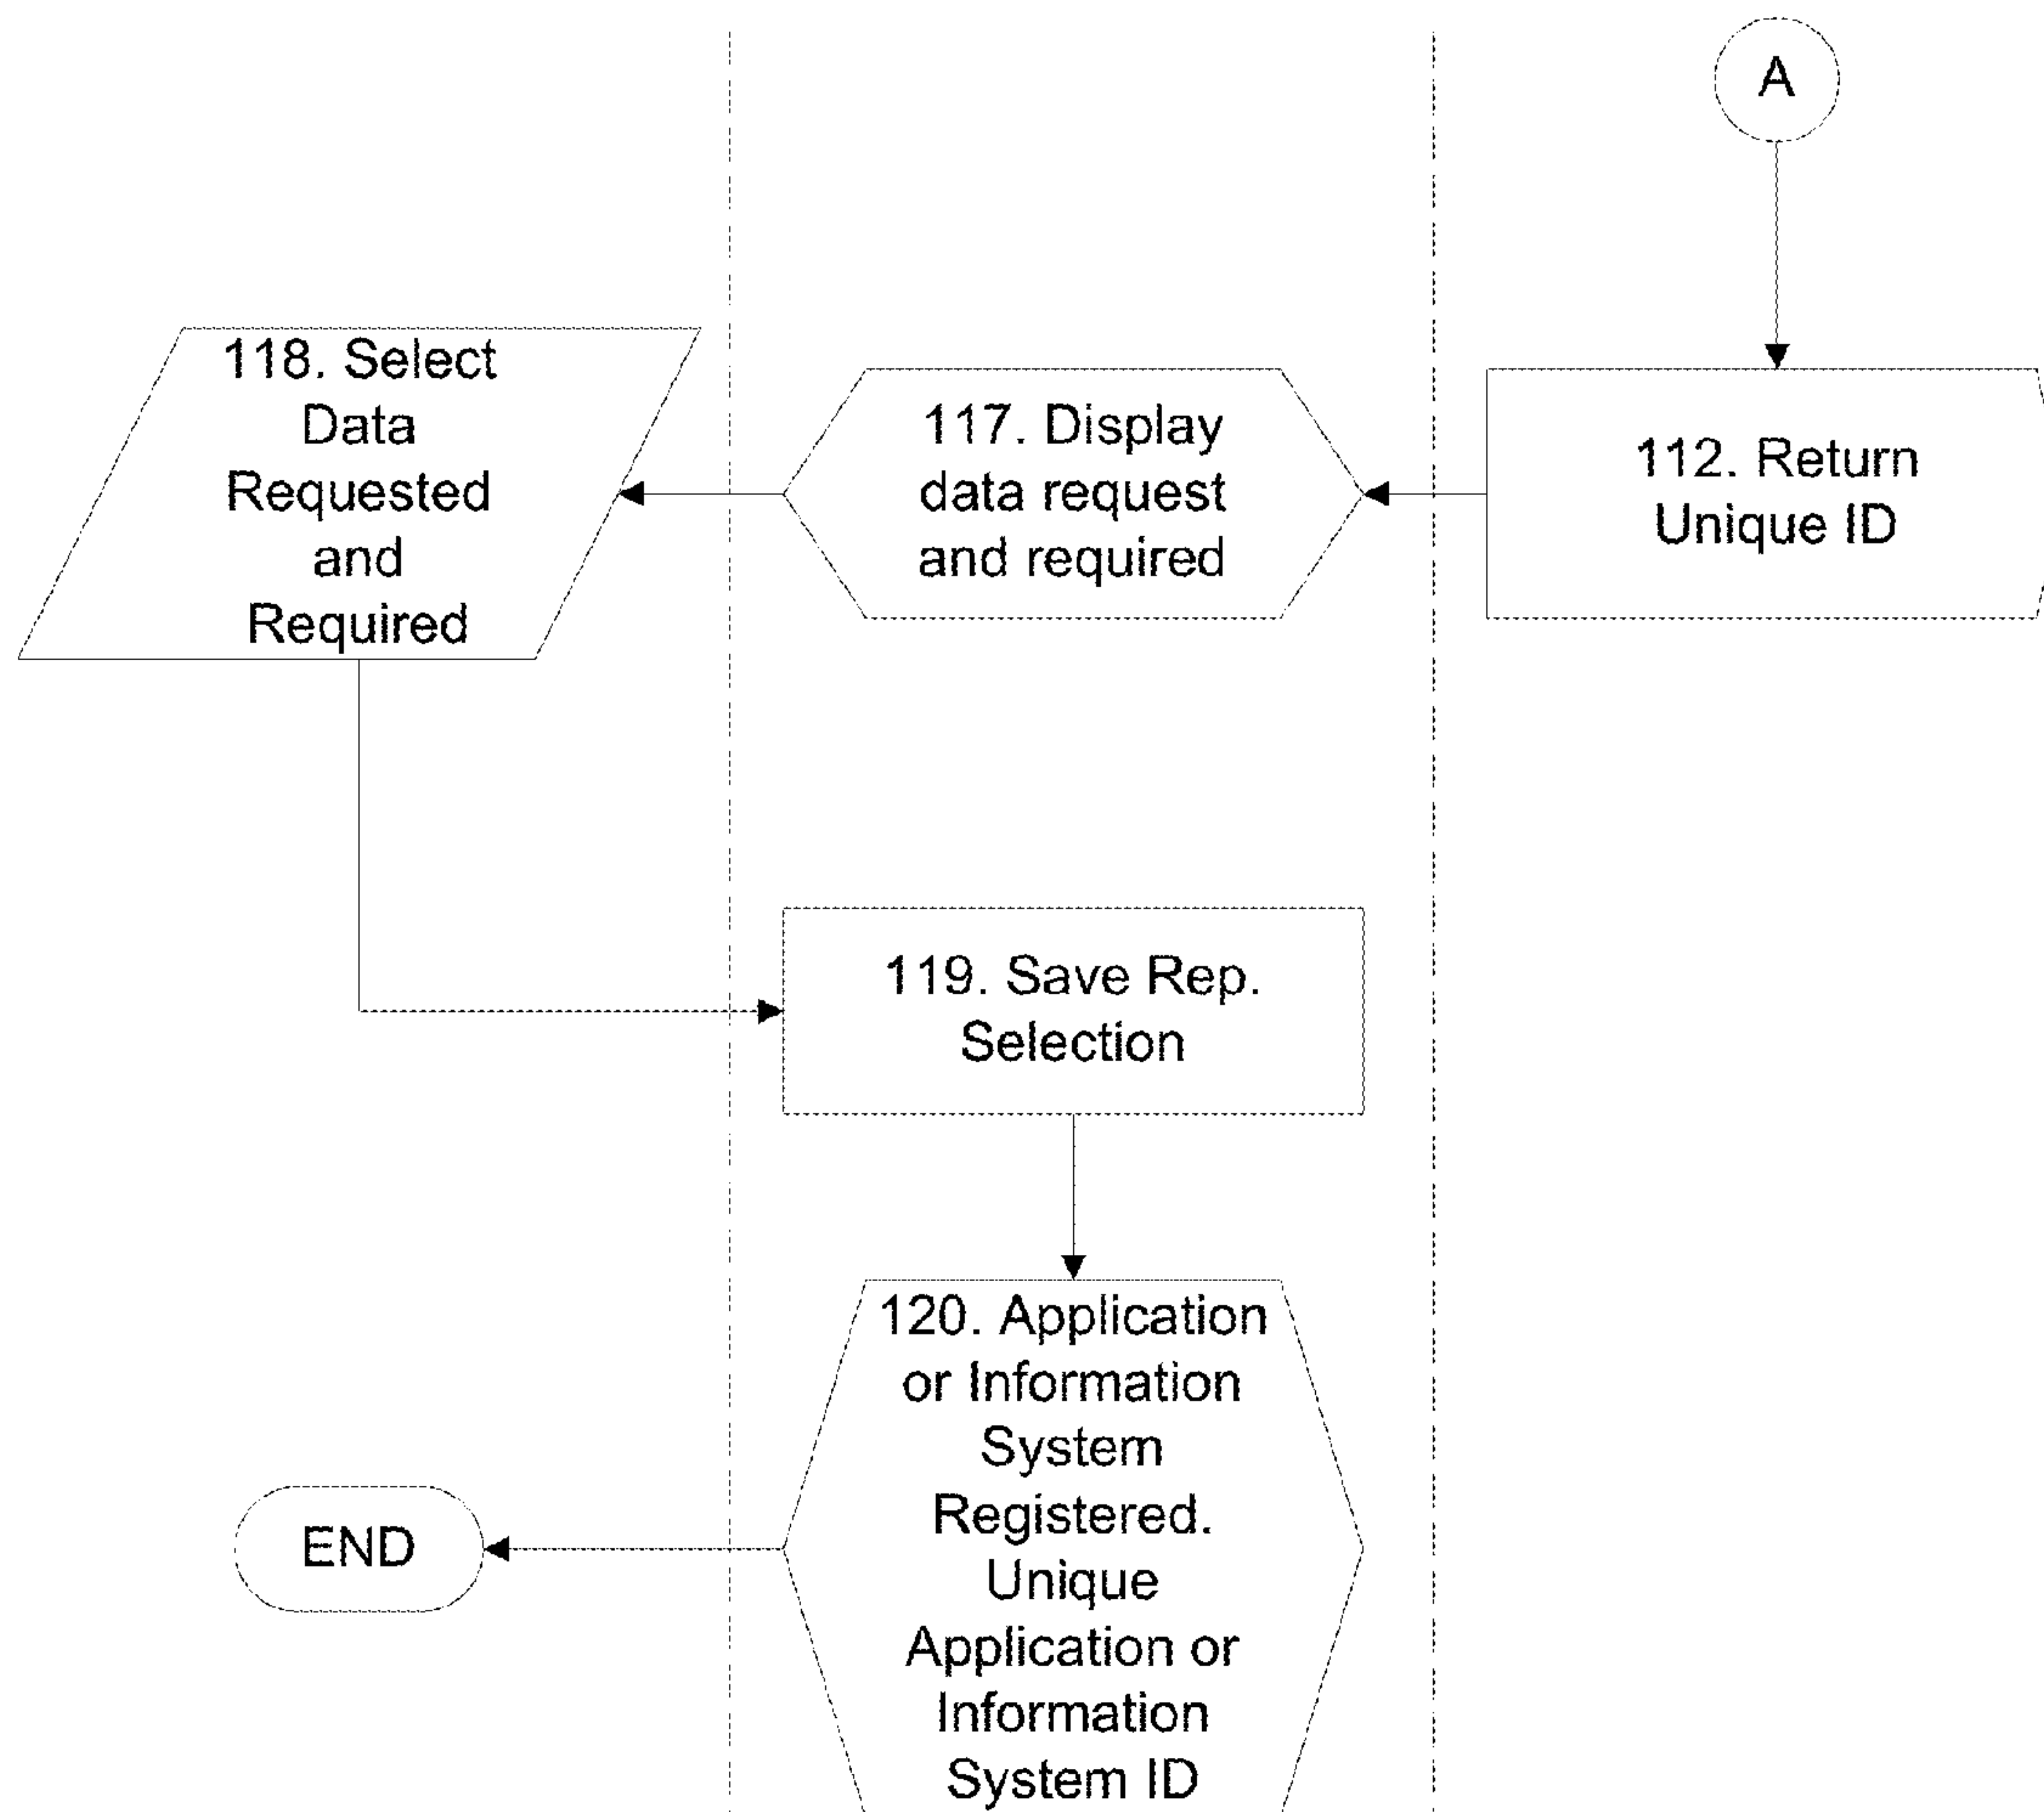 A
118. Select
Data
Requested
and
Required
117. Display
data request
and required
112. Return
Unique ID
119. Save Rep.
Selection
120. Application
or Information
System
Registered.
Unique
Application or
Information
System ID
END